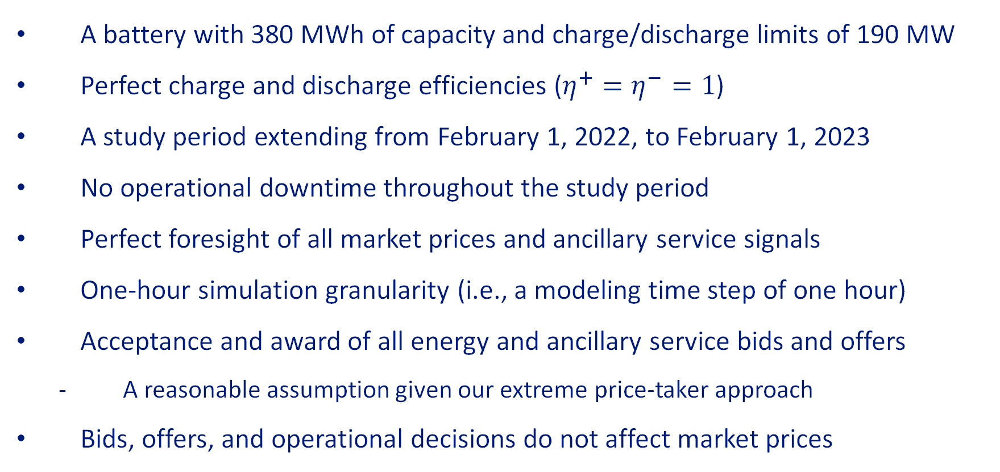 • A battery with 380 MWh of capacity and charge/discharge limits of 190 MW
• Perfect charge and discharge efficiencies (η⁺ = η⁻ = 1)
• A study period extending from February 1, 2022, to February 1, 2023
• No operational downtime throughout the study period
• Perfect foresight of all market prices and ancillary service signals
• One-hour simulation granularity (i.e., a modeling time step of one hour)
• Acceptance and award of all energy and ancillary service bids and offers
- A reasonable assumption given our extreme price-taker approach
• Bids, offers, and operational decisions do not affect market prices